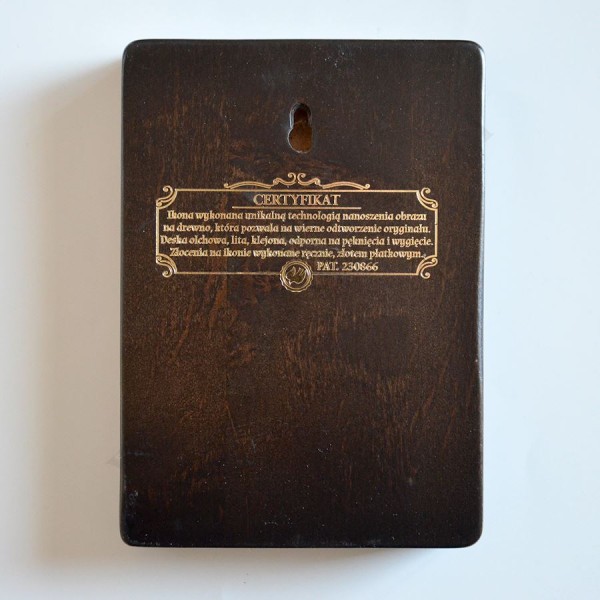 CERTYFIKAT
Ikona wykonana unikalną technologią nanoszenia obrazu
na drewno, która pozwala na wierne odtworzenie oryginału.
Deska olchowa, lita, klejona, odporna na pęknięcia i wygięcie.
Złocenia na ikonie wykonane ręcznie, złotem płatkowym.
PAT. 230866